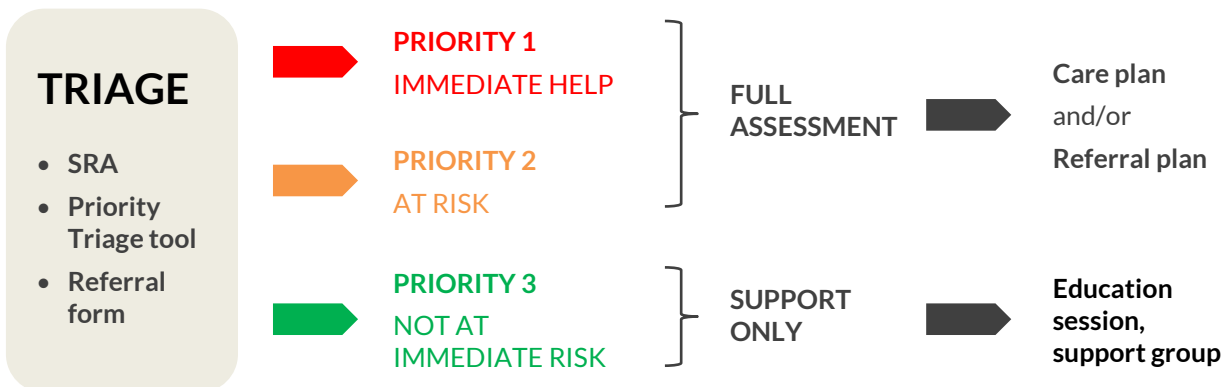 TRIAGE
• SRA
• Priority
Triage tool
• Referral
form
PRIORITY 1
IMMEDIATE HELP
PRIORITY 2
AT RISK
FULL
ASSESSMENT
Care plan
and/or
Referral plan
PRIORITY 3
NOT AT
IMMEDIATE RISK
SUPPORT
ONLY
Education
session,
support group